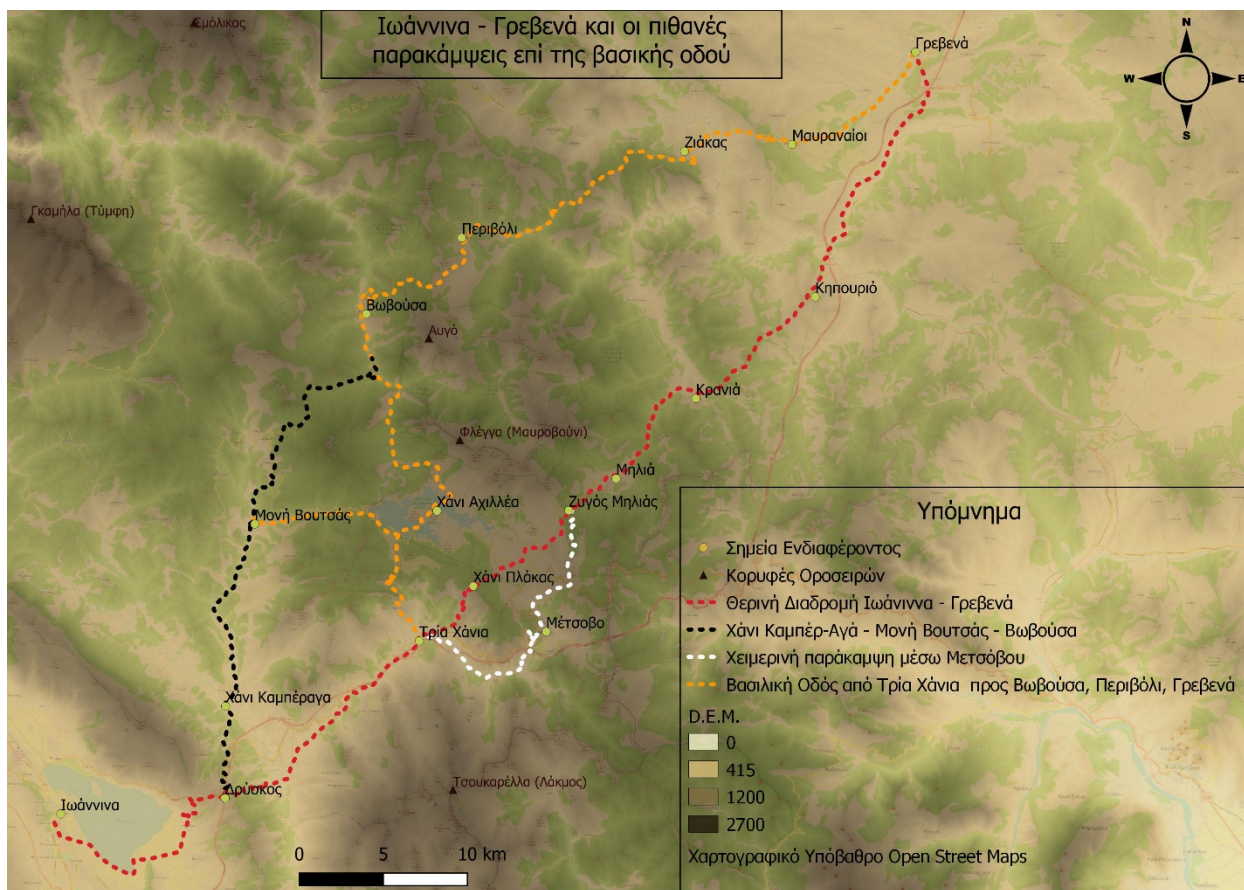 Ιωάννινα - Γρεβενά και οι πιθανές
παρακάμψεις επί της βασικής οδού
Σμόλικας
N
W
E
S
Γρεβενά
Μαυραναίοι
Ζιάκας
Γκαμήλα (Τύμφη)
Περιβόλι
Κηπουριό
Βωβούσα
Αυγό
Κρανιά
Φλέγγα (Μαυροβούνι)
Μηλιά
Χάνι Αχιλλέα
Ζυγός Μηλιάς
Μονή Βουτσάς
Χάνι Πλάκας
Μέτσοβο
Τρία Χάνια
Χάνι Καμπέραγα
Τσουκαρέλλα (Λάκμος)
Δρύσκος
Ιωάννινα
0
5
10 km
Υπόμνημα
Σημεία Ενδιαφέροντος
Κορυφές Οροσειρών
Θερινή Διαδρομή Ιωάνιννα - Γρεβενά
Χάνι Καμπέρ-Αγά - Μονή Βουτσάς - Βωβούσα
Χειμερινή παράκαμψη μέσω Μετσόβου
Βασιλική Οδός από Τρία Χάνια προς Βωβούσα, Περιβόλι, Γρεβενά
D.E.M.
0
415
1200
2700
Χαρτογραφικό Υπόβαθρο Open Street Maps